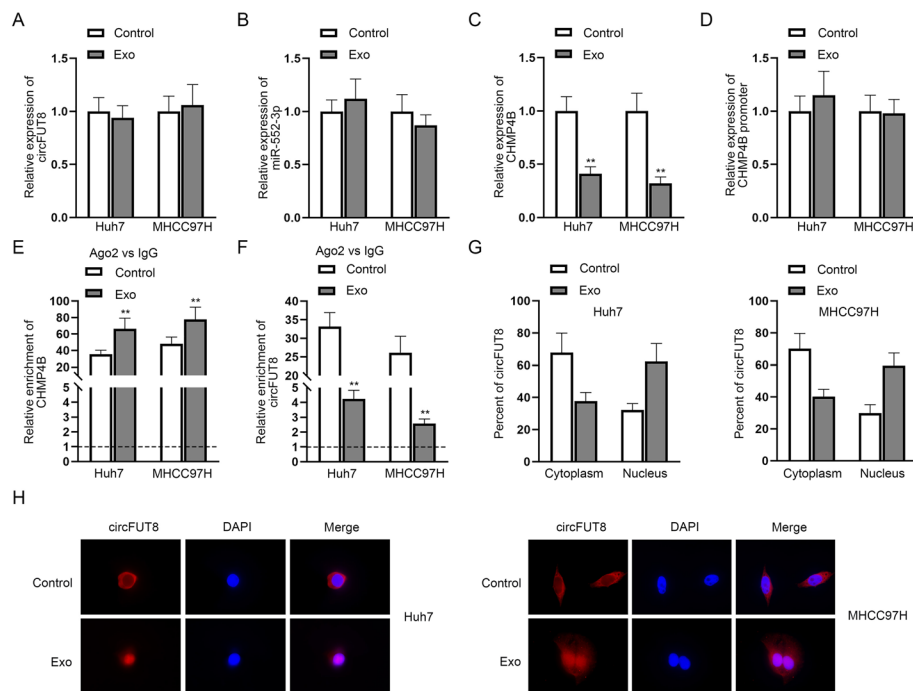 A
Control
Exo
Relative expression of
circFUT8
1.5
1.0
0.5
0.0
Huh7
MHCC97H
B
Control
Exo
Relative expression of
miR-552-3p
1.5
1.0
0.5
0.0
Huh7
MHCC97H
C
Control
Exo
Relative expression of
CHMP4B
1.5
1.0
0.5
0.0
**
**
Huh7
MHCC97H
D
Control
Exo
Relative expression of
CHMP4B promoter
1.5
1.0
0.5
0.0
Huh7
MHCC97H
E
Ago2 vs IgG
Control
Exo
Relative enrichment of
CHMP4B
100
80
60
40
20
5
4
3
2
1
0
**
**
Huh7
MHCC97H
F
Ago2 vs IgG
Control
Exo
Relative enrichment of
circFUT8
40
35
30
25
20
6
5
4
3
2
1
0
**
**
Huh7
MHCC97H
G
Control
Exo
Huh7
Percent of circFUT8
100
80
60
40
20
0
Cytoplasm
Nucleus
Control
Exo
MHCC97H
Percent of circFUT8
100
80
60
40
20
0
Cytoplasm
Nucleus
H
circFUT8
DAPI
Merge
Control
Exo
Huh7
circFUT8
DAPI
Merge
Control
Exo
MHCC97H